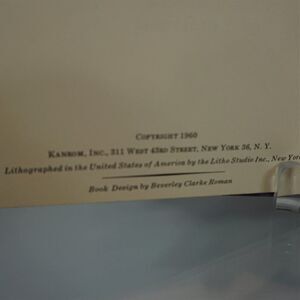 COPYRIGHT 1960
KANROM, INC., 311 WEST 43RD STREET, NEW YORK 36, N. Y.
Lithographed in the United States of America by the Litho Studio Inc., New Yor
Book Design by Beverley Clarke Roman